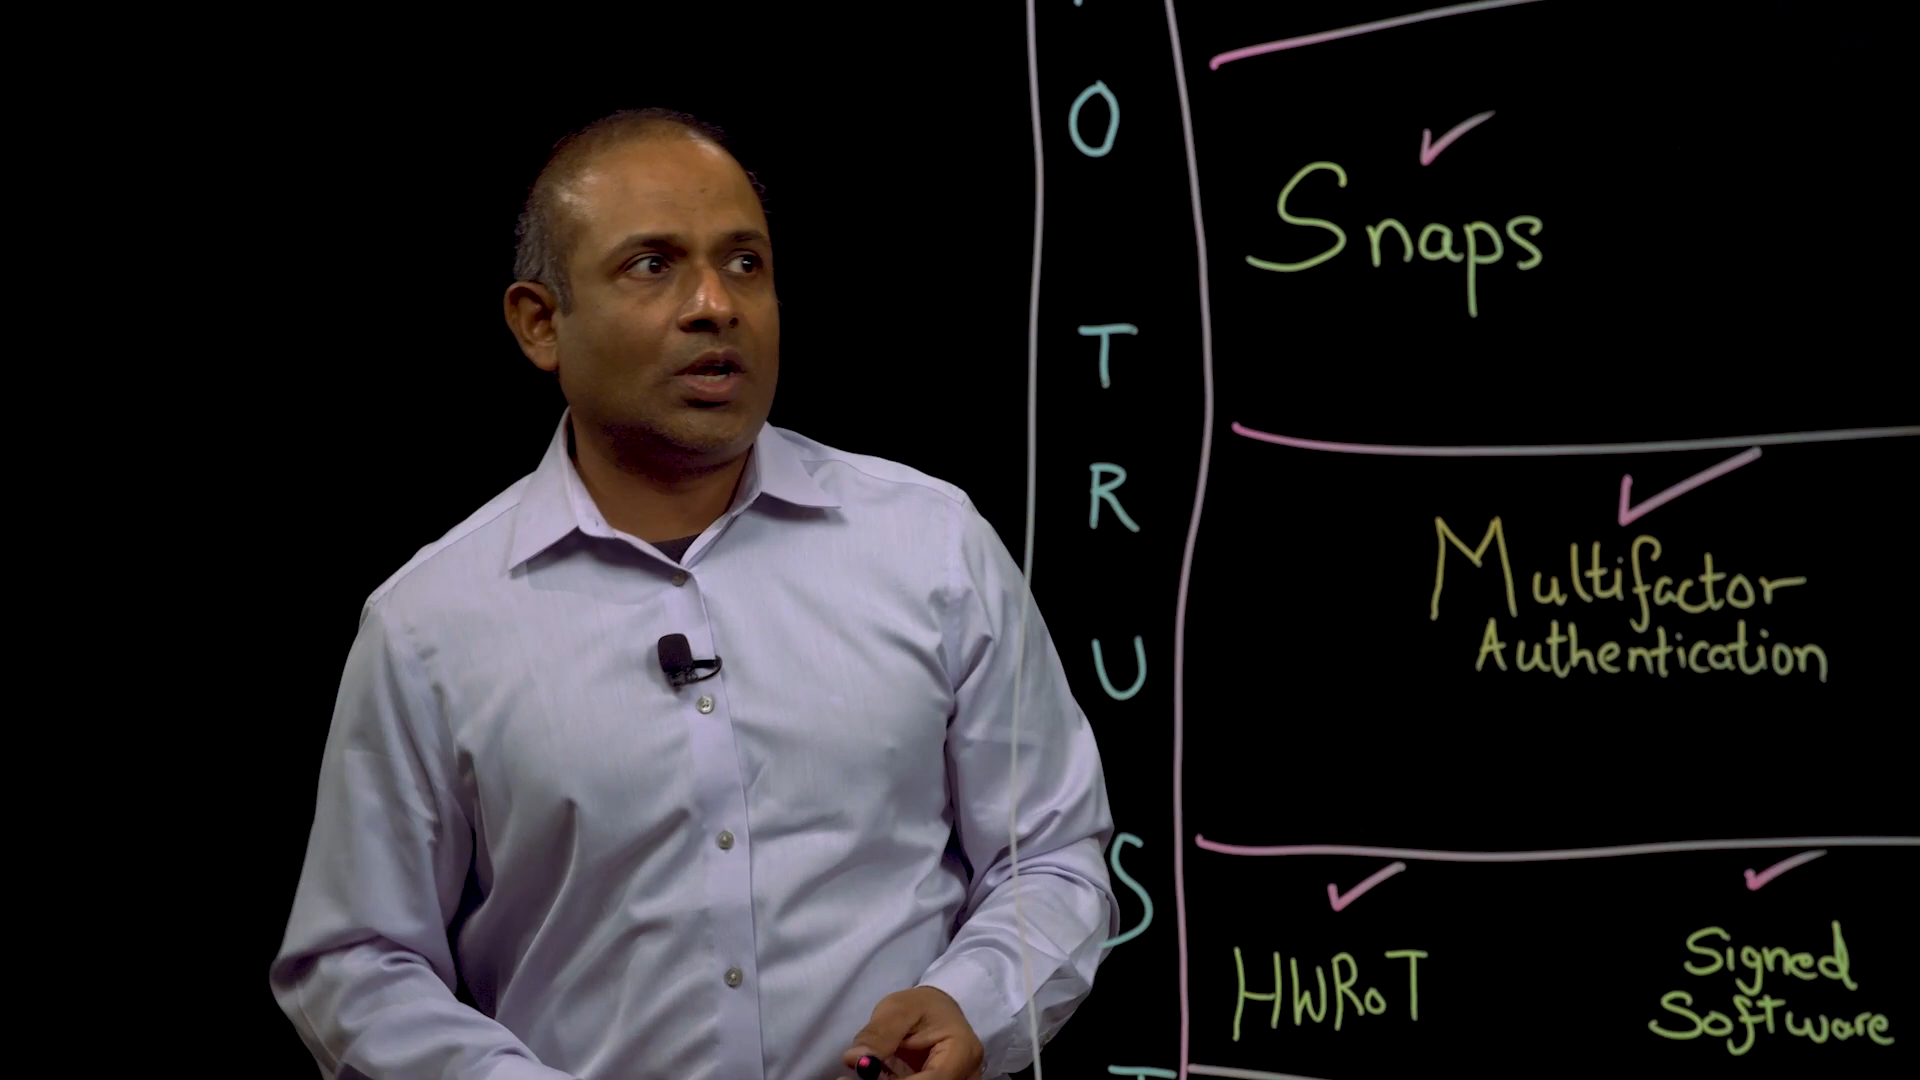 O
T
R
U
S
T
Snaps
Multifactor
Authentication
HWRoT
Signed
Software